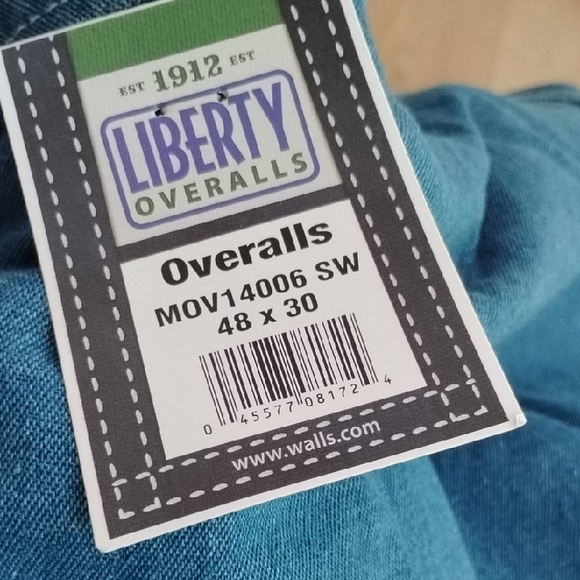 EST 1912 EST
LIBERTY
OVERALLS
Overalls
MOV14006 SW
48 x 30
0 45577 08172 4
www.walls.com